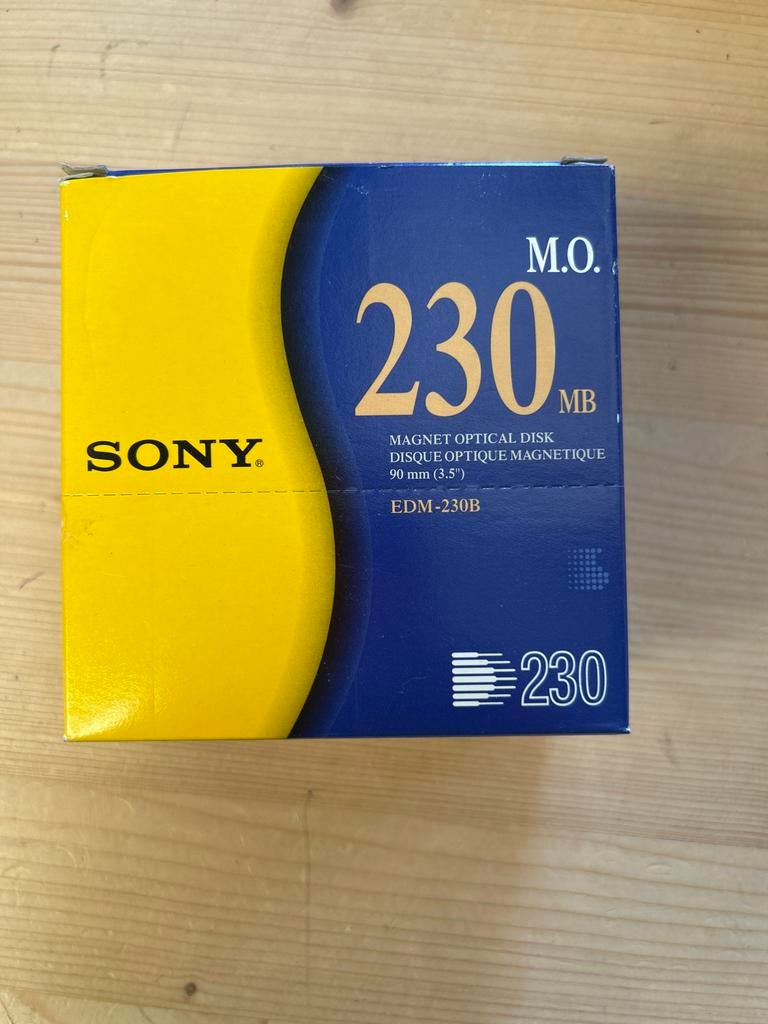 M.O.
230 MB
SONY®
MAGNET OPTICAL DISK
DISQUE OPTIQUE MAGNETIQUE
90 mm (3.5")
EDM-230B
230